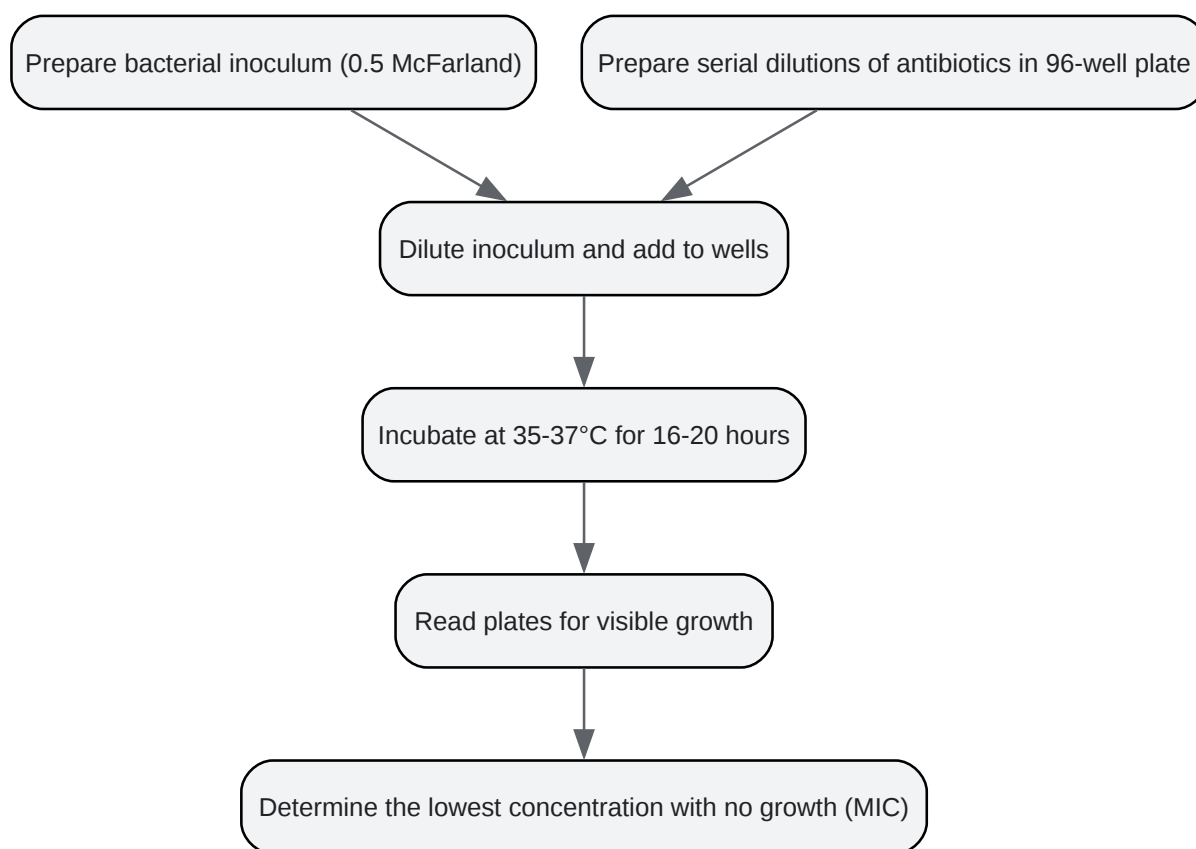 Prepare bacterial inoculum (0.5 McFarland)
Prepare serial dilutions of antibiotics in 96-well plate
Dilute inoculum and add to wells
Incubate at 35-37°C for 16-20 hours
Read plates for visible growth
Determine the lowest concentration with no growth (MIC)